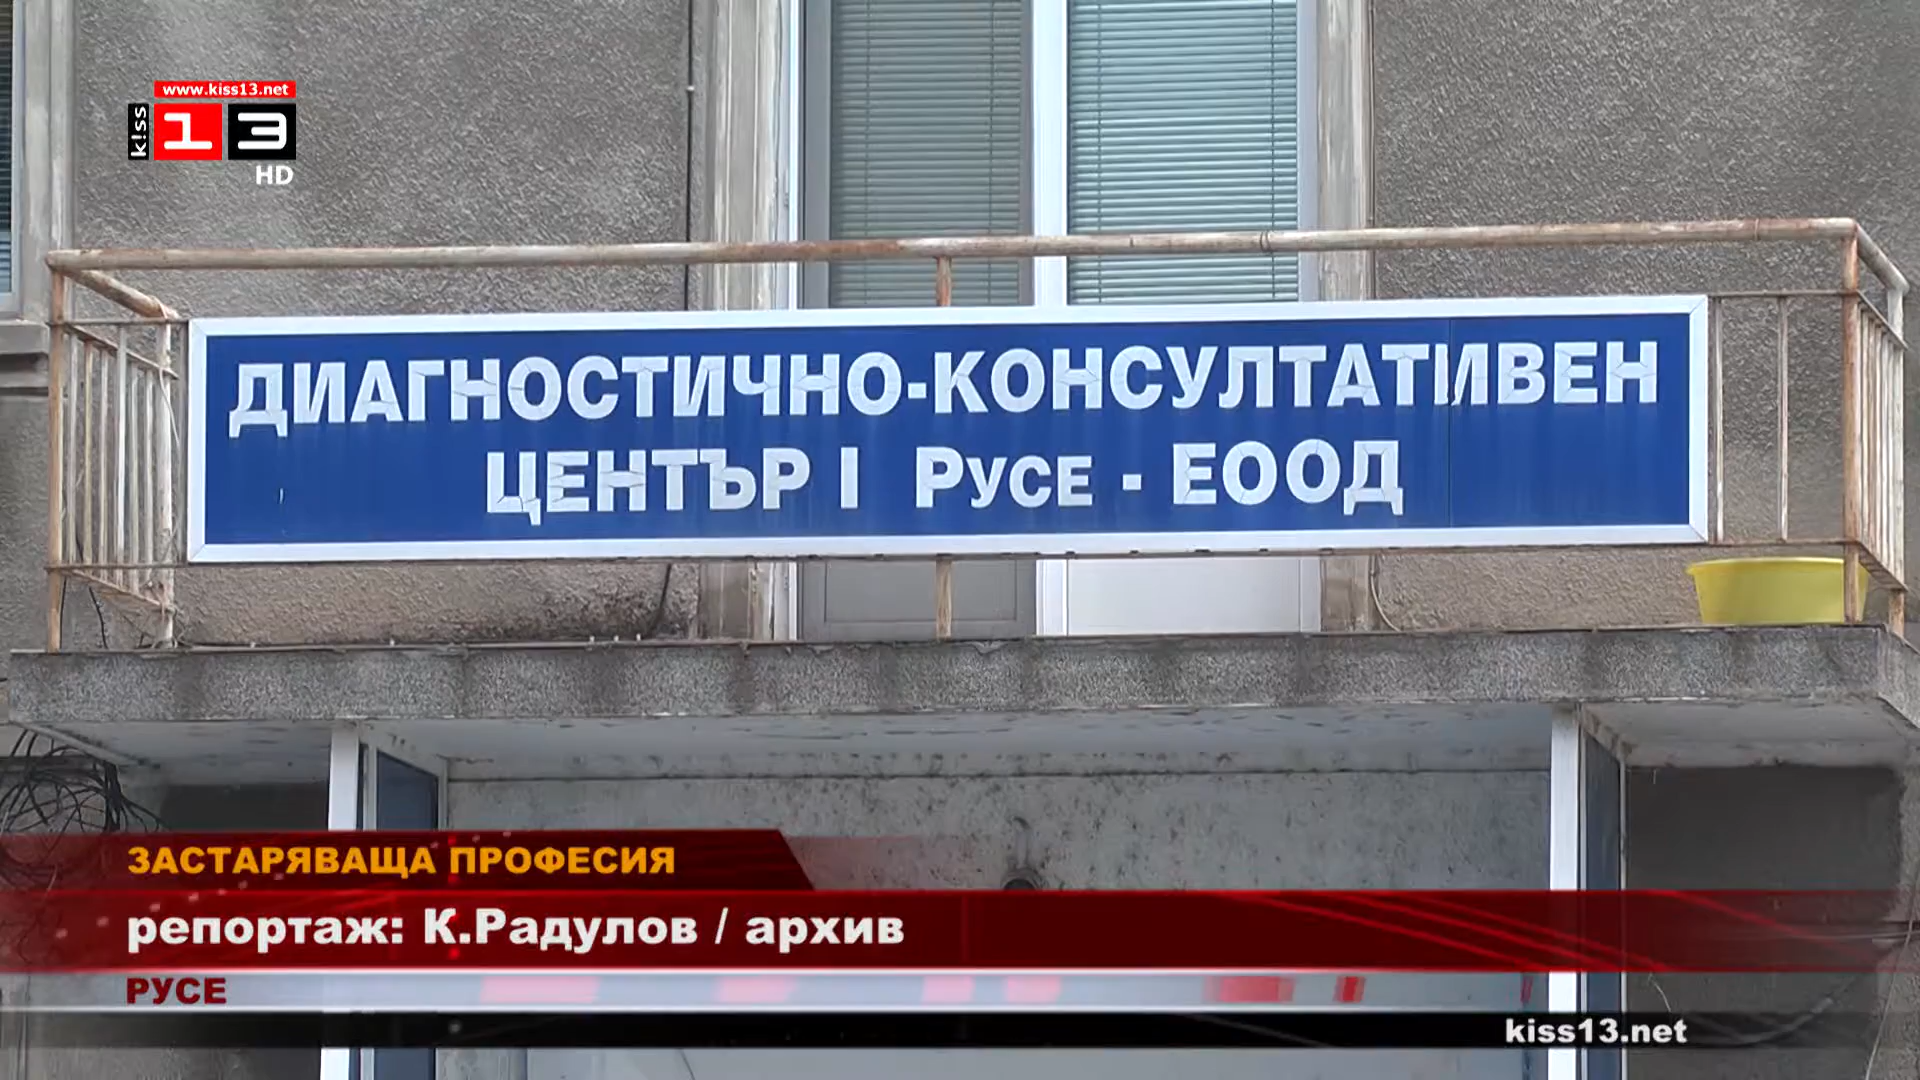 www.kiss13.net
kiss 13
HD
ДИАГНОСТИЧНО-КОНСУЛТАТИВЕН
ЦЕНТЪР I Русе - ЕООД
ЗАСТАРЯВАЩА ПРОФЕСИЯ
репортаж: К.Радулов / архив
РУСЕ
kiss13.net